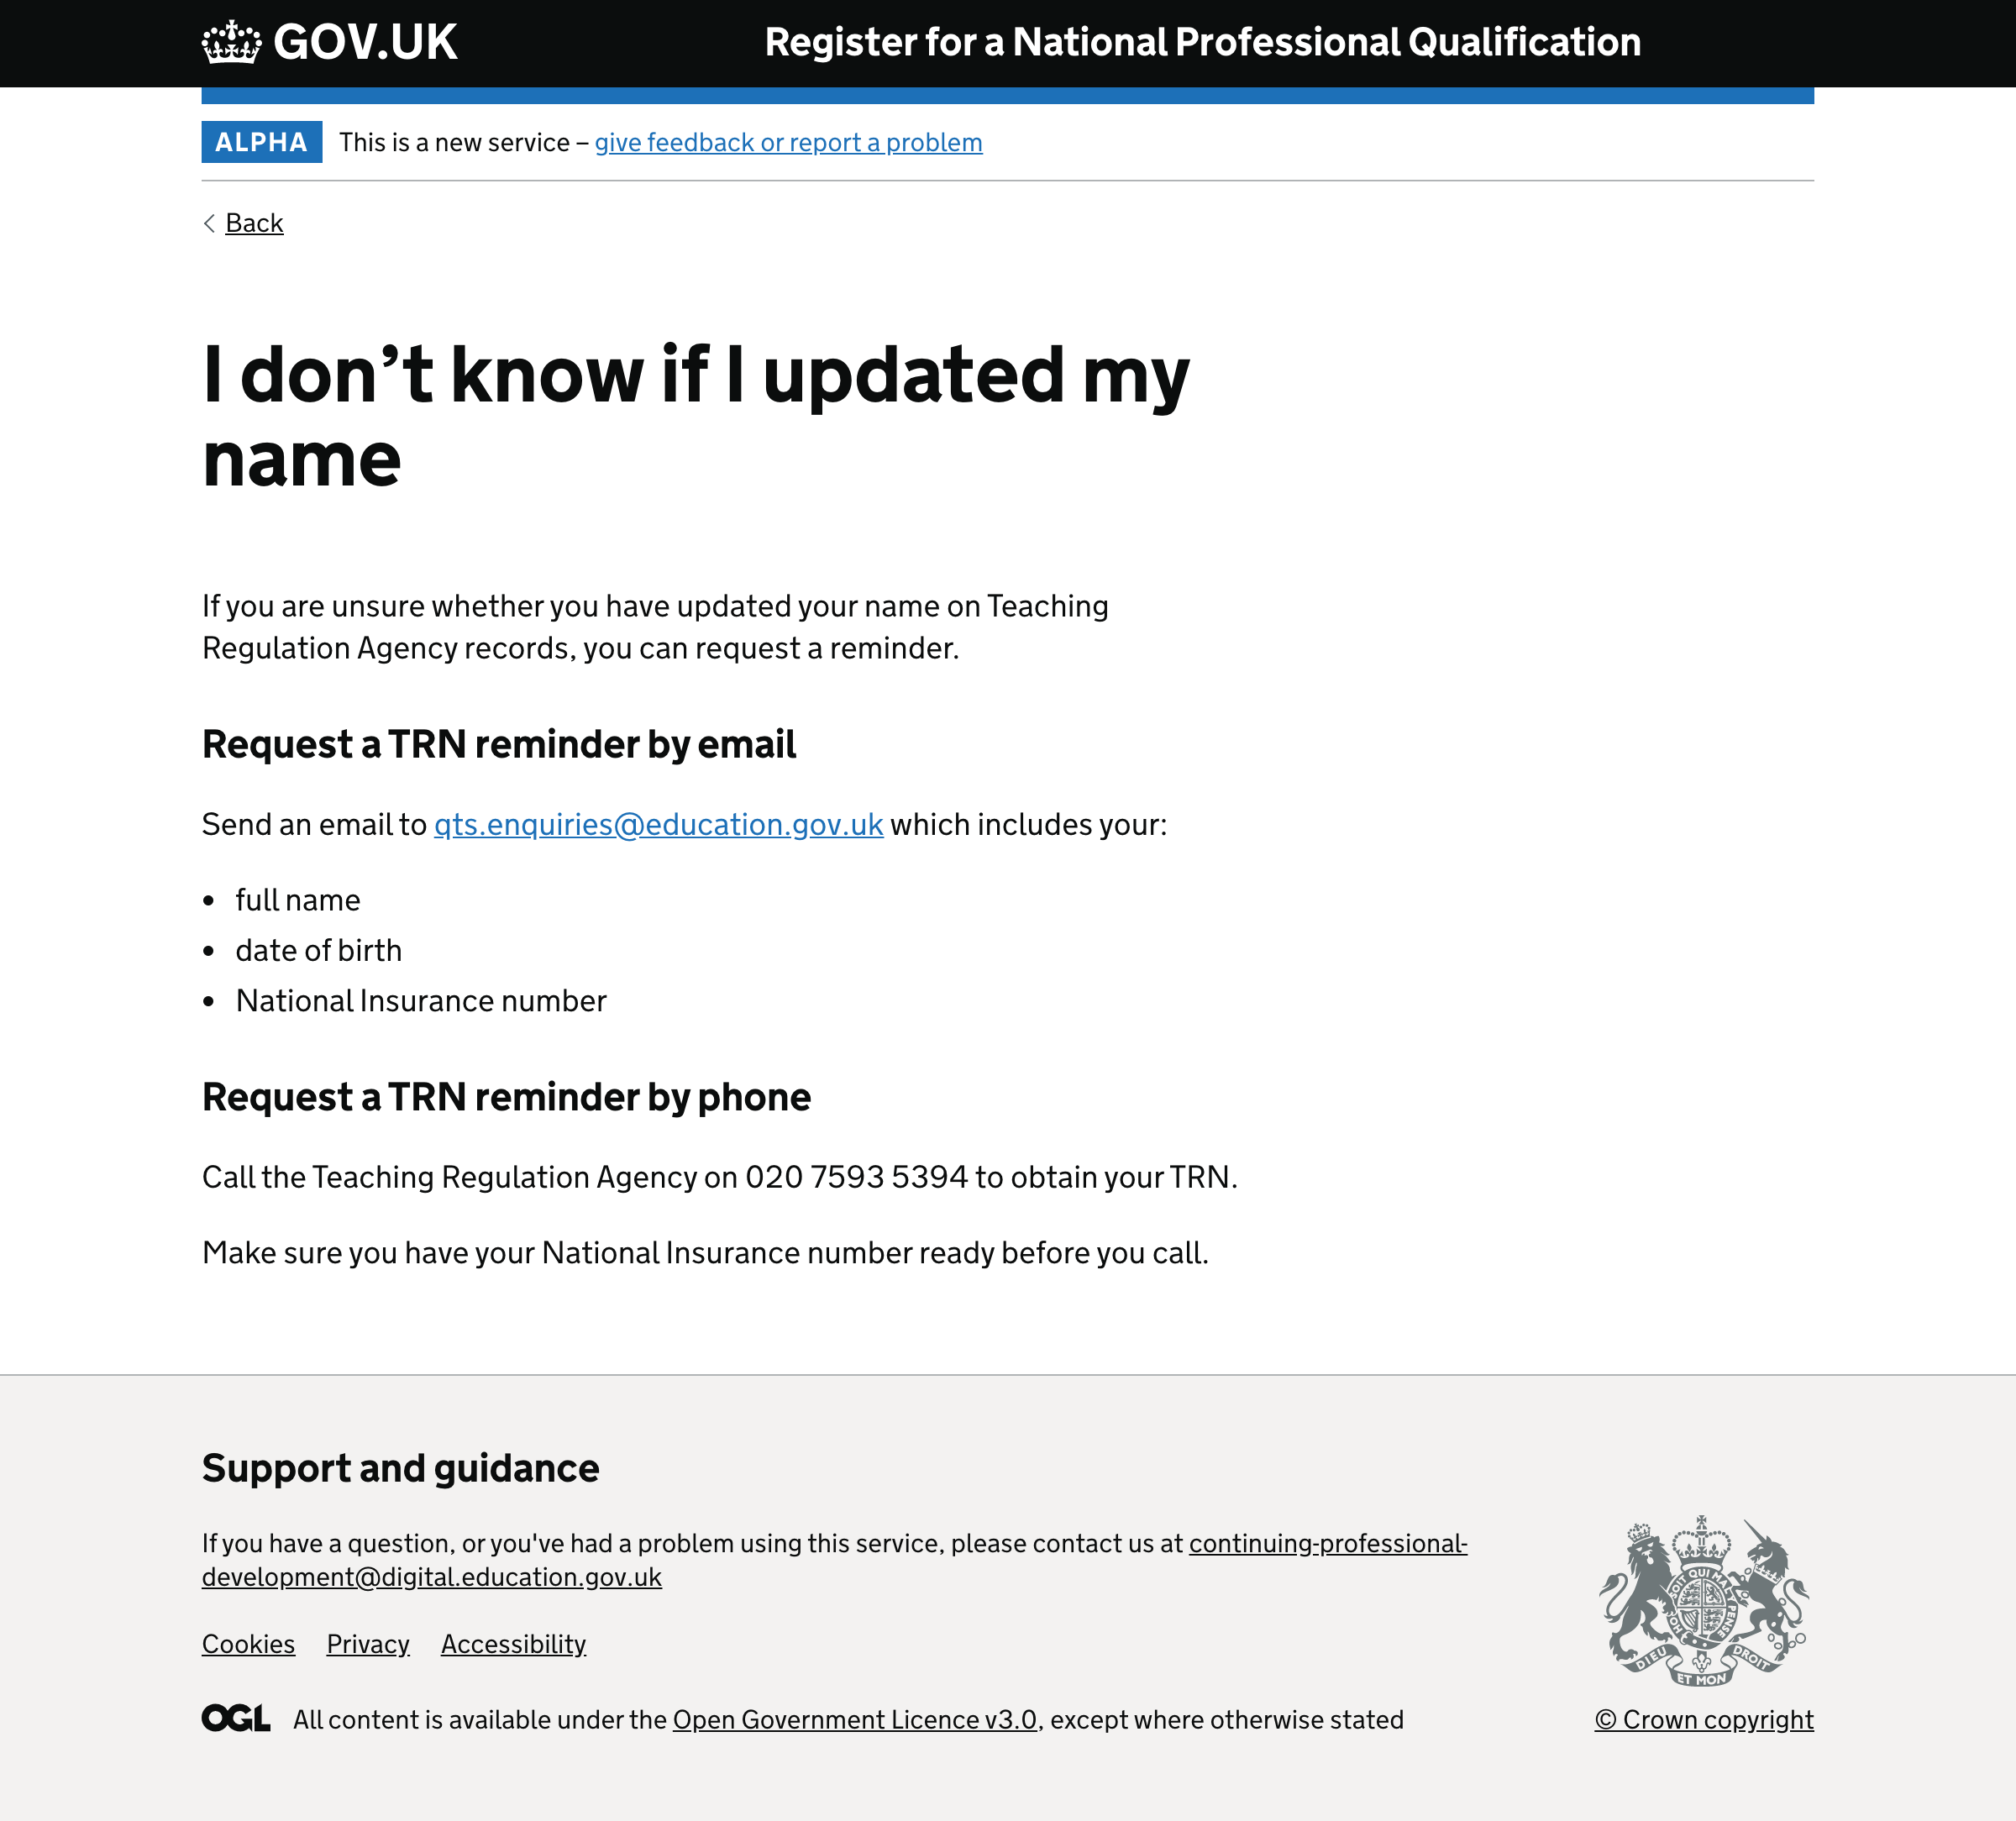 GOV.UK
Register for a National Professional Qualification
ALPHA This is a new service – give feedback or report a problem
Back
I don’t know if I updated my
name
If you are unsure whether you have updated your name on Teaching
Regulation Agency records, you can request a reminder.
Request a TRN reminder by email
Send an email to qts.enquiries@education.gov.uk which includes your:
• full name
• date of birth
• National Insurance number
Request a TRN reminder by phone
Call the Teaching Regulation Agency on 020 7593 5394 to obtain your TRN.
Make sure you have your National Insurance number ready before you call.
Support and guidance
If you have a question, or you've had a problem using this service, please contact us at continuing-professional-
development@digital.education.gov.uk
Cookies Privacy Accessibility
OGL All content is available under the Open Government Licence v3.0, except where otherwise stated
SOIT QUI MAL PENSE HON
DIEU ET MON DROIT
© Crown copyright